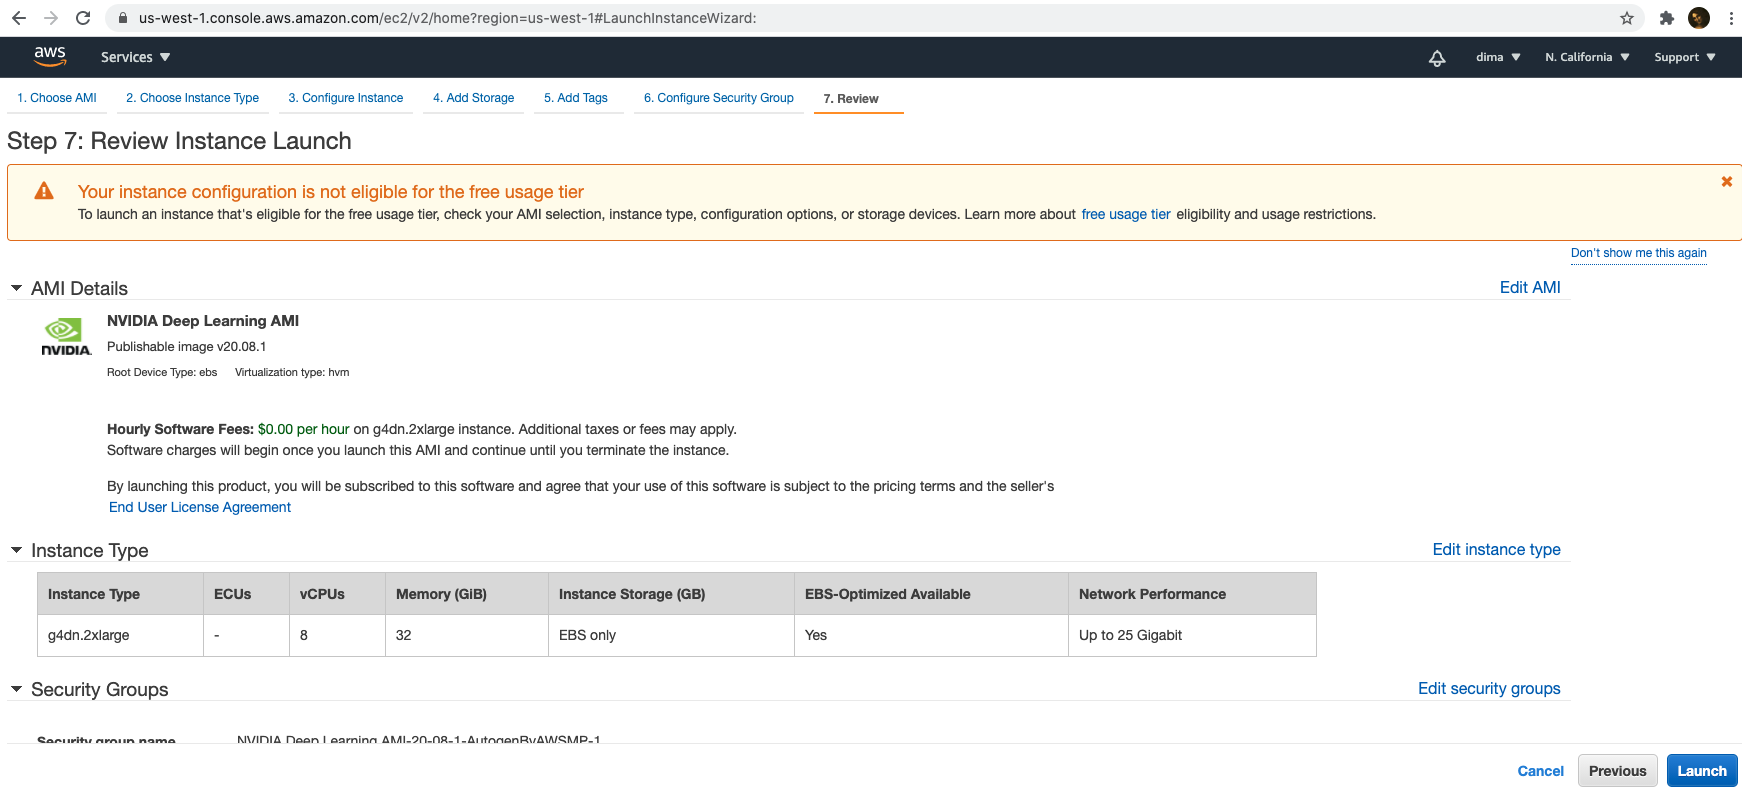 us-west-1.console.aws.amazon.com/ec2/v2/home?region=us-west-1#LaunchInstanceWizard:
aws Services dima N. California Support
1. Choose AMI 2. Choose Instance Type 3. Configure Instance 4. Add Storage 5. Add Tags 6. Configure Security Group 7. Review
Step 7: Review Instance Launch
Your instance configuration is not eligible for the free usage tier
To launch an instance that's eligible for the free usage tier, check your AMI selection, instance type, configuration options, or storage devices. Learn more about free usage tier eligibility and usage restrictions.
Don't show me this again
AMI Details Edit AMI
NVIDIA Deep Learning AMI
NVIDIA.
Publishable image v20.08.1
Root Device Type: ebs Virtualization type: hvm
Hourly Software Fees: $0.00 per hour on g4dn.2xlarge instance. Additional taxes or fees may apply.
Software charges will begin once you launch this AMI and continue until you terminate the instance.
By launching this product, you will be subscribed to this software and agree that your use of this software is subject to the pricing terms and the seller's
End User License Agreement
Instance Type Edit instance type
Instance Type ECUs vCPUs Memory (GiB) Instance Storage (GB) EBS-Optimized Available Network Performance
g4dn.2xlarge - 8 32 EBS only Yes Up to 25 Gigabit
Security Groups Edit security groups
Security group name NVIDIA Deep Learning AMI-20-08-1-AutogenByAWSMP-1
Cancel Previous Launch